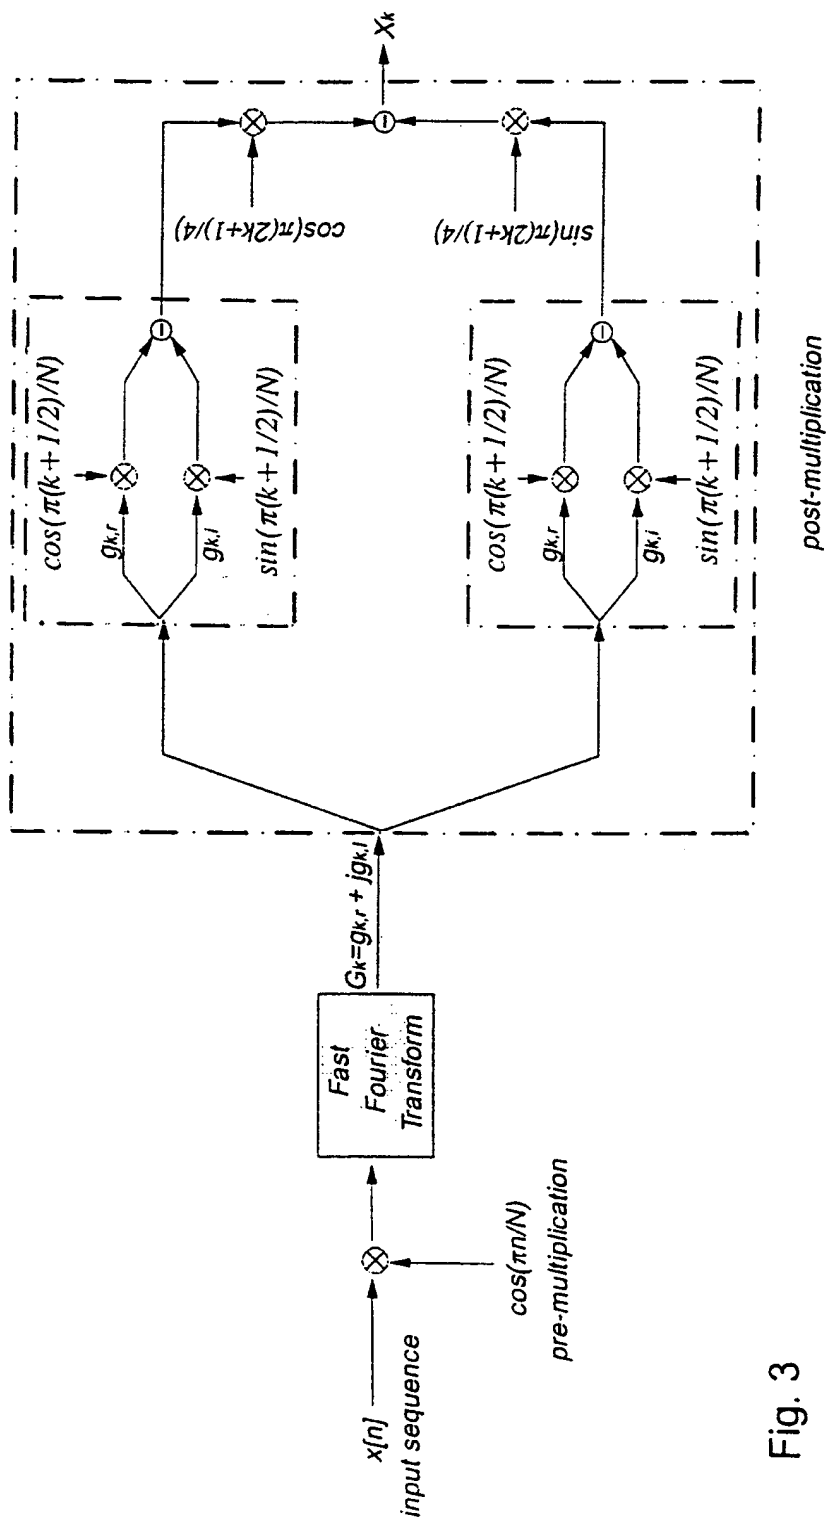 x[n]
input sequence
cos(πn/N)
pre-multiplication
Fast
Fourier
Transform
Gk=gk,r + jgk,i
cos(π(k+1/2)/N)
gk,r
gk,i
sin(π(k+1/2)/N)
cos(π(k+1/2)/N)
gk,r
gk,i
sin(π(k+1/2)/N)
cos(π(2k+1)/4)
sin(π(2k+1)/4)
Xk
post-multiplication
Fig. 3